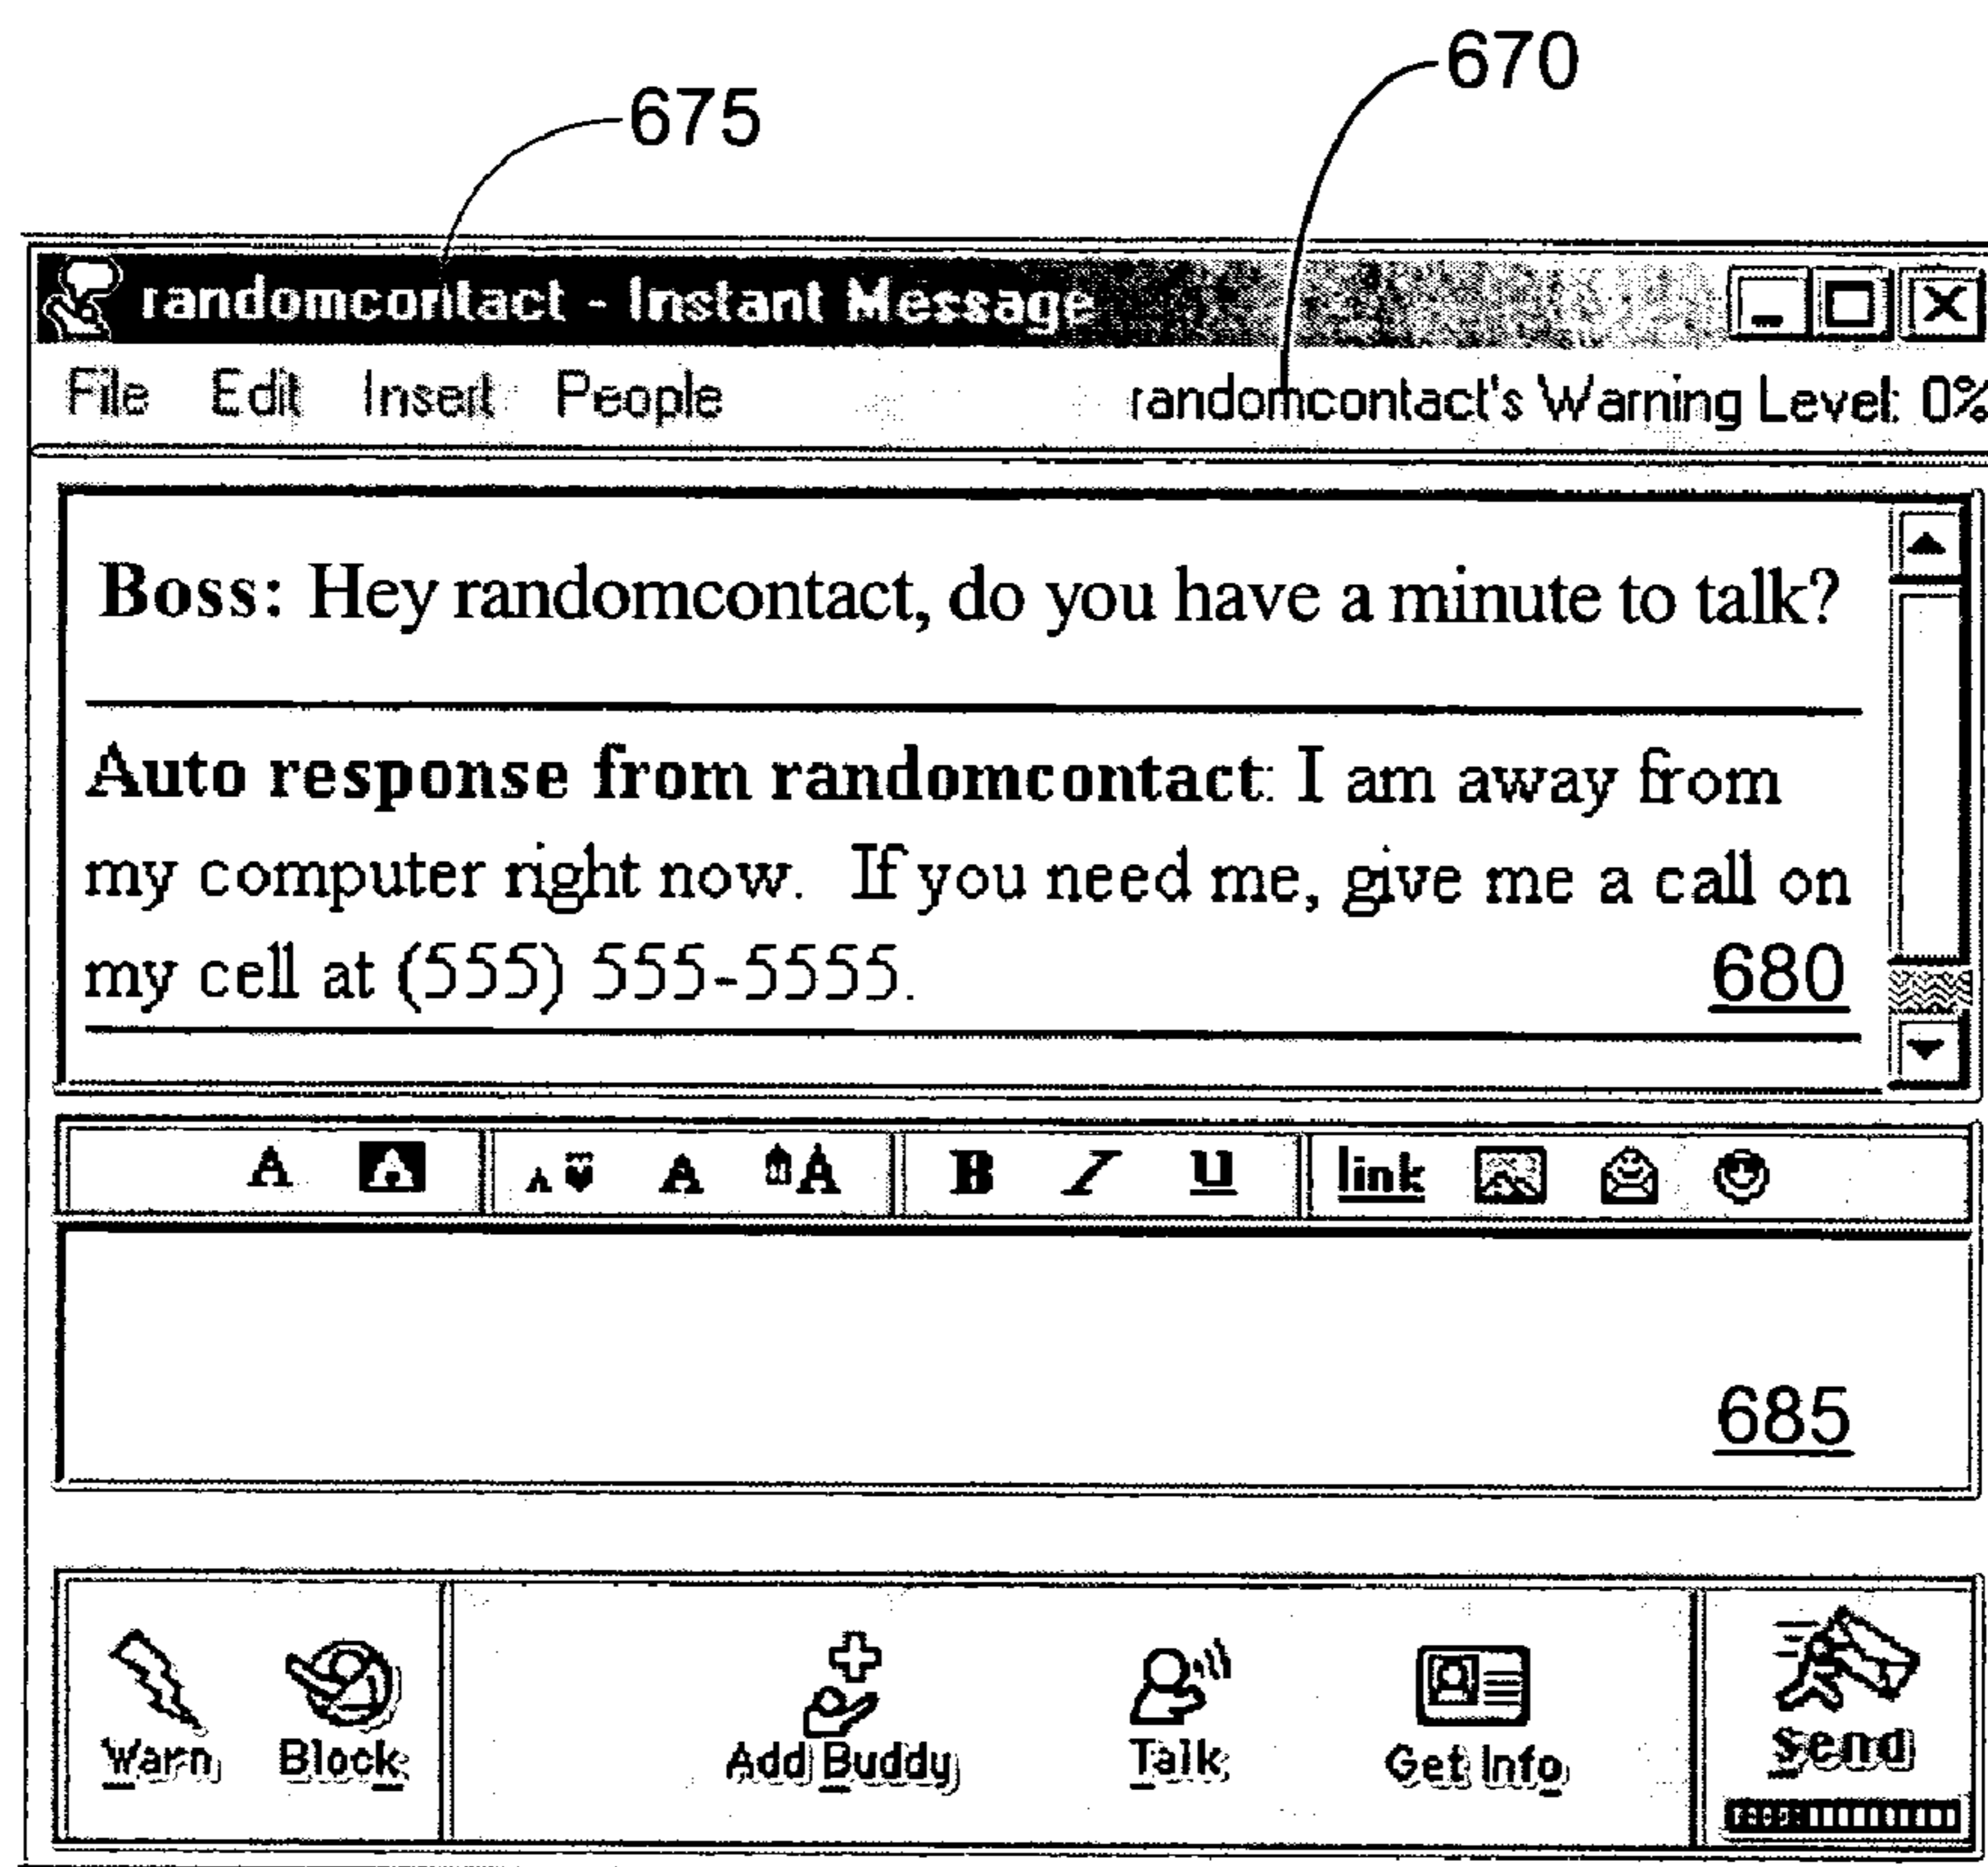 670
675
randomcontact - Instant Message
File Edit Insert People randomcontact's Warning Level: 0%
Boss: Hey randomcontact, do you have a minute to talk?
Auto response from randomcontact: I am away from
my computer right now. If you need me, give me a call on
my cell at (555) 555-5555. 680
A A A A A B I U link
685
Warn Block Add Buddy Talk Get Info Send